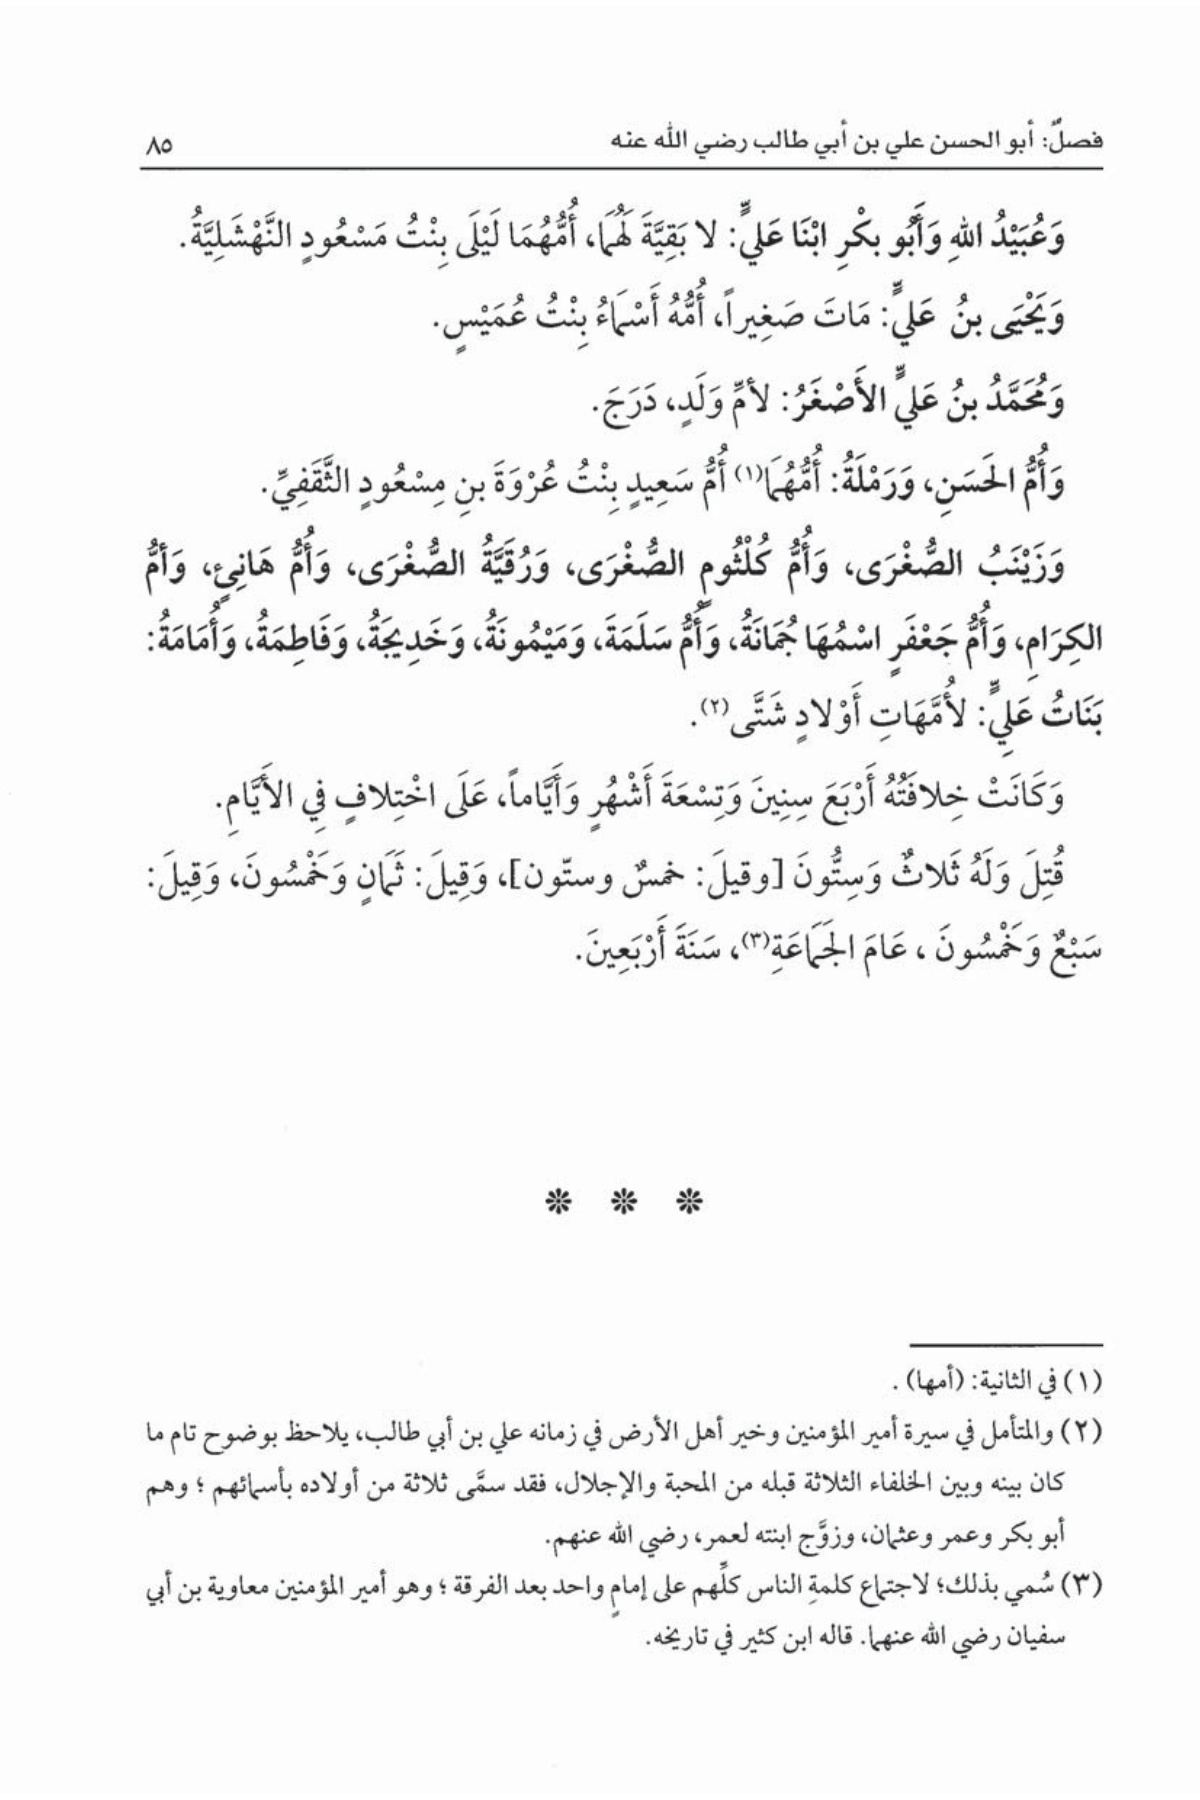 فصلٌ: أبو الحسن علي بن أبي طالب رضي الله عنه ٨٥
وَعُبَيْدُ اللهِ وَأَبُو بكْرِ ابْنَا عَليٍّ: لا بَقِيَّةَ لَهُمَا، أُمُّهُمَا لَيْلَى بِنْتُ مَسْعُودٍ النَّهْشَلِيَّةُ.
وَيَحْيَى بنُ عَليٍّ: مَاتَ صَغِيراً، أُمُّهُ أَسْمَاءُ بِنْتُ عُمَيْسٍ.
وَمُحَمَّدُ بنُ عَليٍّ الأَصْغَرُ: لأمِّ وَلَدٍ، دَرَجَ.
وَأُمُّ الحَسَنِ، وَرَمْلَةُ: أُمُّهُمَا(١) أُمُّ سَعِيدٍ بِنْتُ عُرْوَةَ بنِ مِسْعُودٍ الثَّقَفِيِّ.
وَزَيْنَبُ الصُّغْرَى، وَأُمُّ كُلْثُومٍ الصُّغْرَى، وَرُقَيَّةُ الصُّغْرَى، وَأُمُّ هَانِئٍ، وَأمُّ
الكِرَامِ، وَأُمُّ جَعْفَرٍ اسْمُهَا جُمَانَةُ، وَأُمُّ سَلَمَةَ، وَمَيْمُونَةُ، وَخَدِيجَةُ، وَفَاطِمَةُ، وَأُمَامَةُ:
بَنَاتُ عَلِيٍّ: لأُمَّهَاتِ أَوْلادٍ شَتَّى(٢).
وَكَانَتْ خِلافَتُهُ أَرْبَعَ سِنِينَ وَتِسْعَةَ أَشْهُرٍ وَأَيَّاماً، عَلَى اخْتِلافٍ فِي الأَيَّامِ.
قُتِلَ وَلَهُ ثَلاثٌ وَسِتُّونَ [وقيلَ: خمسٌ وستّون]، وَقِيلَ: ثَمَانٍ وَخَمْسُونَ، وَقِيلَ:
سَبْعٌ وَخَمْسُونَ ، عَامَ الجَمَاعَةِ(٣)، سَنَةَ أَرْبَعِينَ.
(١) في الثانية: (أمها) .
(٢) والمتأمل في سيرة أمير المؤمنين وخير أهل الأرض في زمانه علي بن أبي طالب، يلاحظ بوضوح تام ما
كان بينه وبين الخلفاء الثلاثة قبله من المحبة والإجلال، فقد سمَّى ثلاثة من أولاده بأسمائهم ؛ وهم
أبو بكر وعمر وعثمان، وزوَّج ابنته لعمر، رضي الله عنهم.
(٣) سُمي بذلك؛ لاجتماع كلمةِ الناس كلِّهم على إمامٍ واحد بعد الفرقة ؛ وهو أمير المؤمنين معاوية بن أبي
سفيان رضي الله عنهما. قاله ابن كثير في تاريخه.